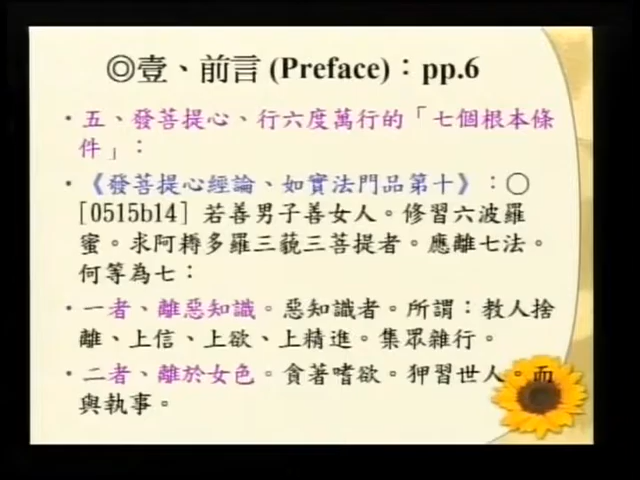 ◎壹、前言 (Preface)：pp.6
· 五、發菩提心、行六度萬行的「七個根本條
件」：
· 《發菩提心經論、如實法門品第十》：○
[0515b14] 若善男子善女人。修習六波羅
蜜。求阿耨多羅三藐三菩提者。應離七法。
何等為七：
· 一者、離惡知識。惡知識者。所謂：教人捨
離、上信、上欲、上精進。集眾雜行。
· 二者、離於女色。貪著嗜欲。狎習世人。而
與執事。